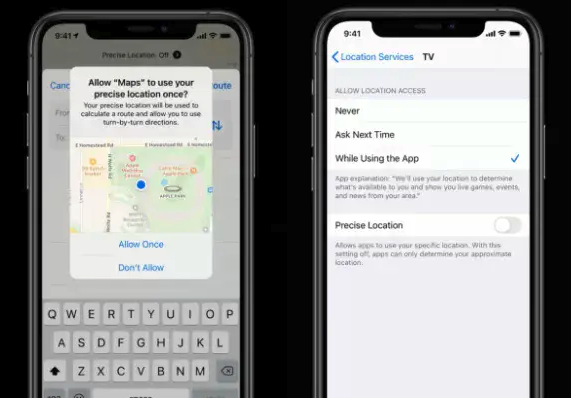 9:41
Precise Location: Off
Allow “Maps” to use your
precise location once?
Your precise location will be used to
calculate a route and allow you to use
turn-by-turn directions.
E Homestead Rd
E Homestead Rd
APPLE PARK
Allow Once
Don't Allow
Route
From
To:
Q W E R T Y U I O P
A S D F G H J K L
Z X C V B N M
9:41
Location Services
TV
ALLOW LOCATION ACCESS
Never
Ask Next Time
While Using the App
App explanation: “We'll use your location to determine
what's available to you and show you live games, events,
and news from your area.”
Precise Location
Allows apps to use your specific location. With this
setting off, apps can only determine your approximate
location.